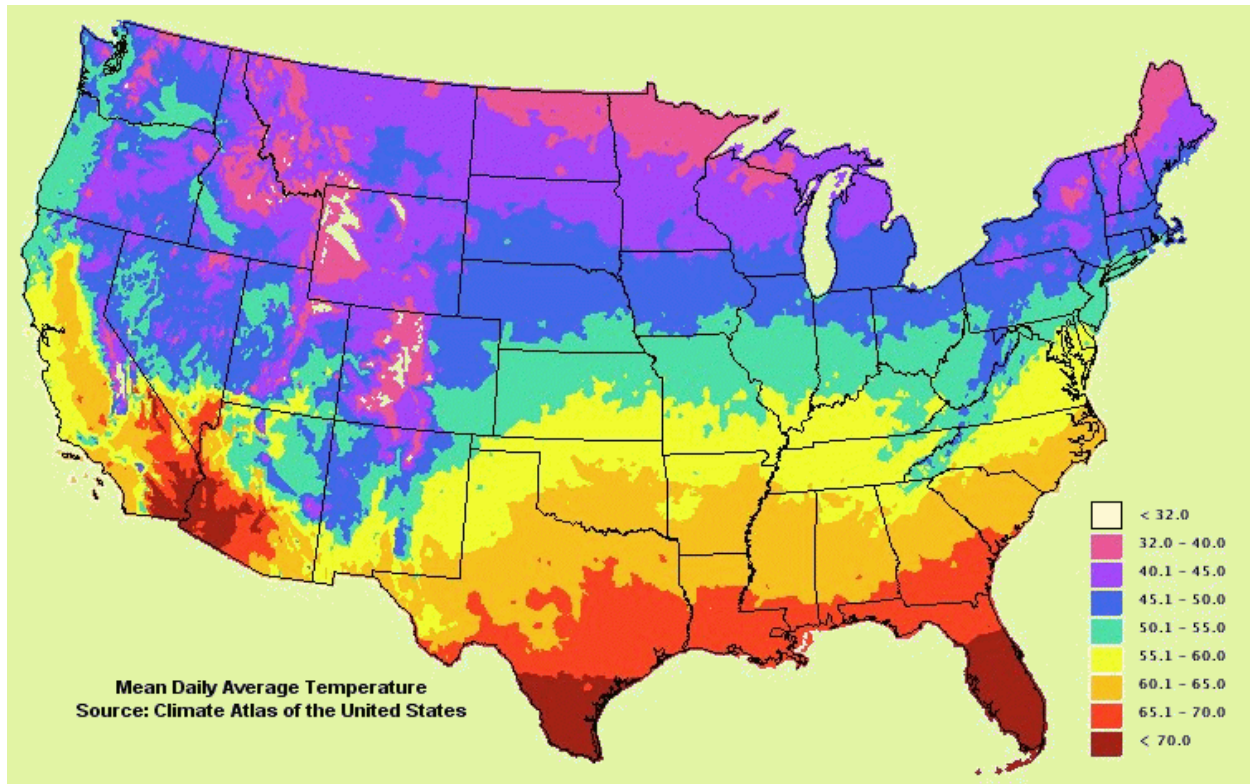 Mean Daily Average Temperature
Source: Climate Atlas of the United States
< 32.0
32.0 - 40.0
40.1 - 45.0
45.1 - 50.0
50.1 - 55.0
55.1 - 60.0
60.1 - 65.0
65.1 - 70.0
< 70.0